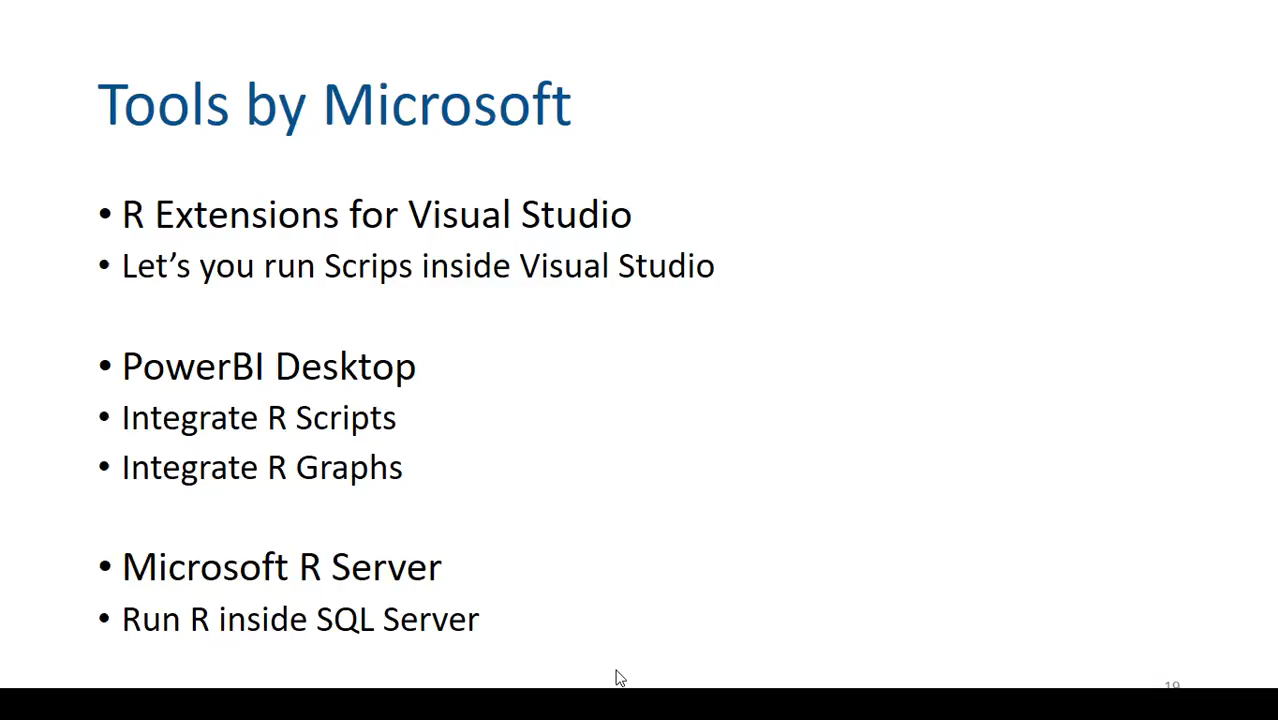 Tools by Microsoft
• R Extensions for Visual Studio
• Let’s you run Scrips inside Visual Studio
• PowerBI Desktop
• Integrate R Scripts
• Integrate R Graphs
• Microsoft R Server
• Run R inside SQL Server
19